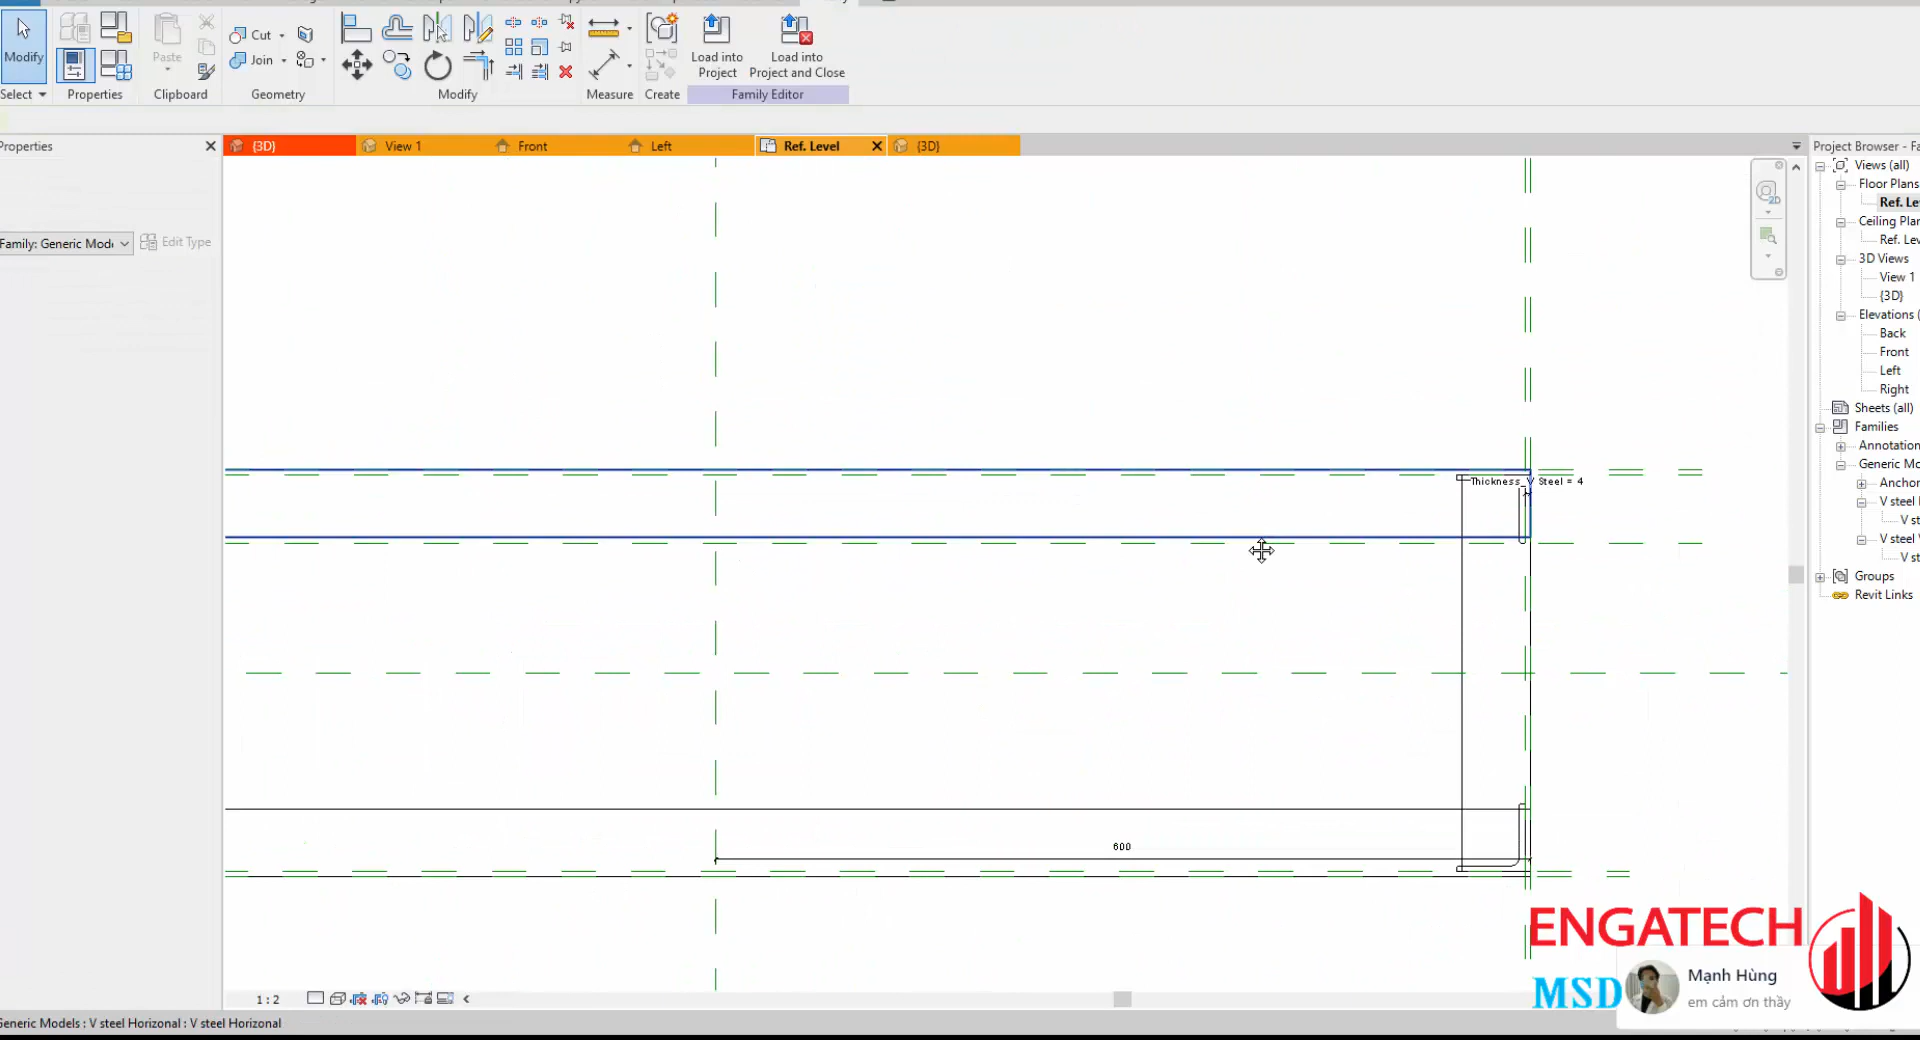 Modify
Select
Properties
Paste
Clipboard
Cut
Join
Geometry
Modify
Measure
Create
Load into
Project
Load into
Project and Close
Family Editor
Properties
{3D}
View 1
Front
Left
Ref. Level
{3D}
Project Browser - Fa
Views (all)
Floor Plans
Ref. Le
Ceiling Plan
Ref. Lev
3D Views
View 1
{3D}
Elevations (
Back
Front
Left
Right
Sheets (all)
Families
Annotation
Generic Mo
Anchor
V steel
V st
V steel
V st
Groups
Revit Links
Family: Generic Mod
Edit Type
Thickness_V Steel = 4
600
1 : 2
Generic Models : V steel Horizonal : V steel Horizonal
ENGATECH
MSD
Mạnh Hùng
em cảm ơn thầy